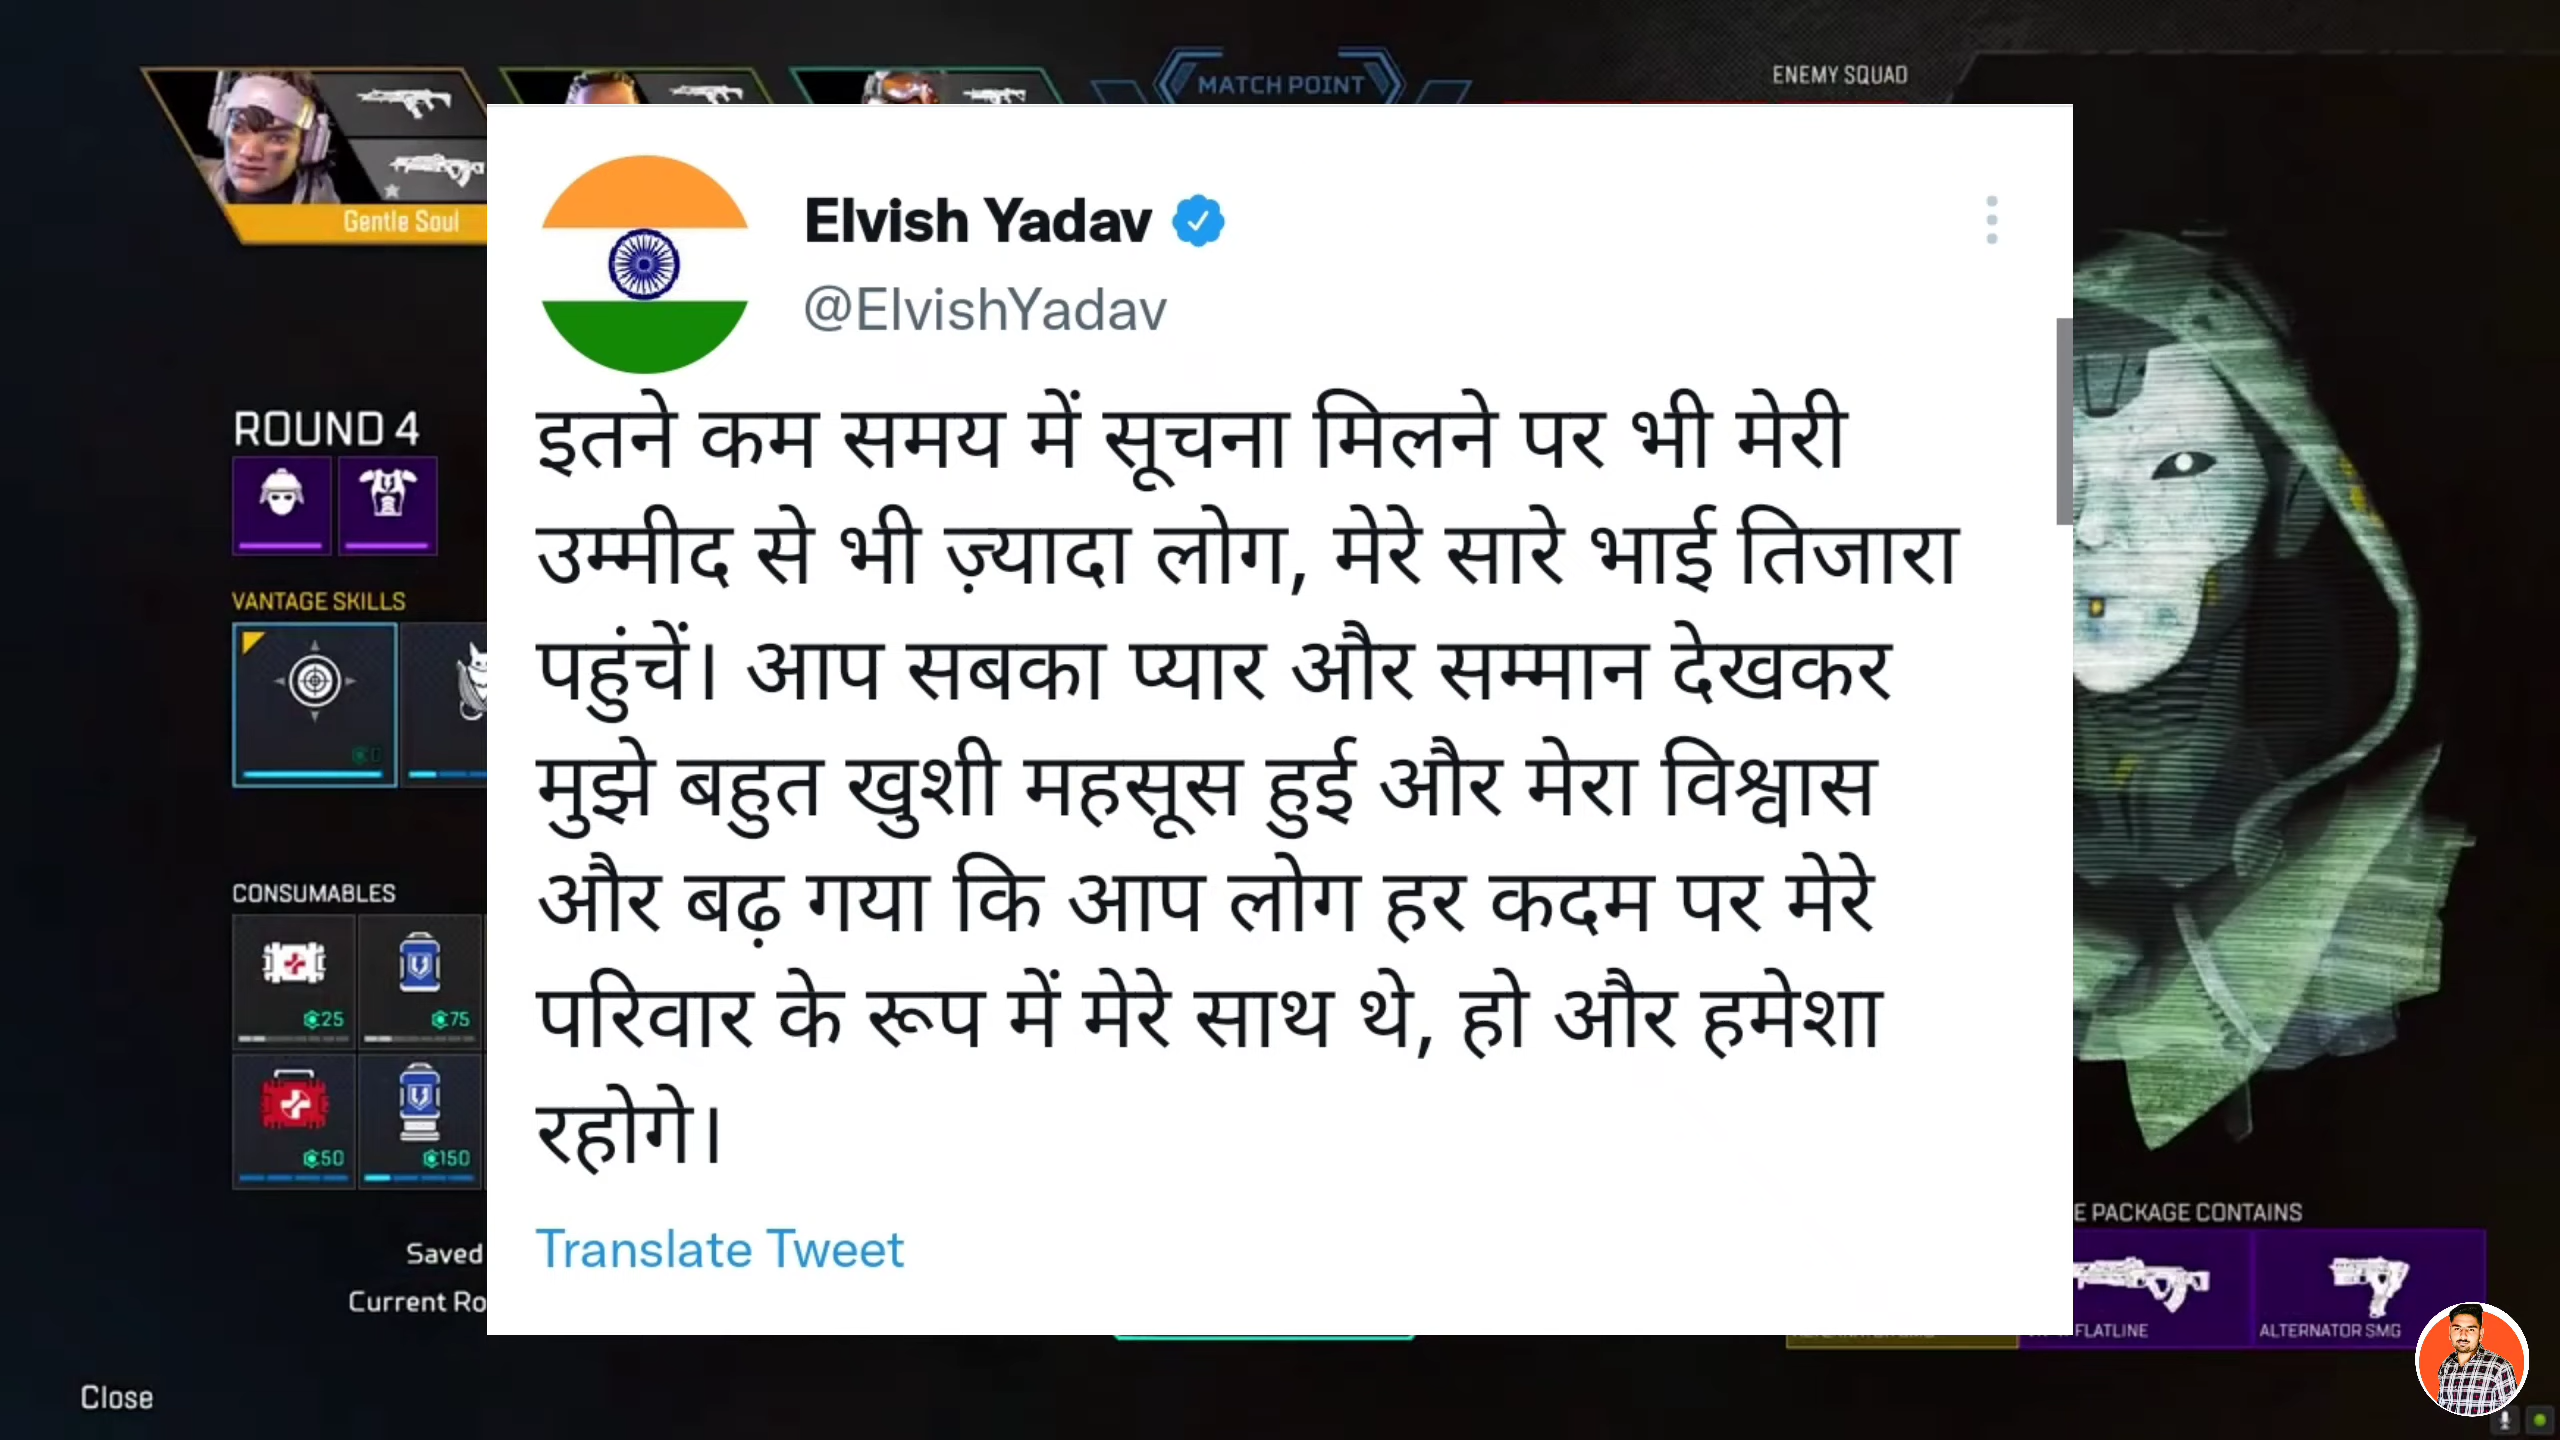 MATCH POINT
ENEMY SQUAD
Gentle Soul
Elvish Yadav
@ElvishYadav
इतने कम समय में सूचना मिलने पर भी मेरी
उम्मीद से भी ज़्यादा लोग, मेरे सारे भाई तिजारा
पहुंचें। आप सबका प्यार और सम्मान देखकर
मुझे बहुत खुशी महसूस हुई और मेरा विश्वास
और बढ़ गया कि आप लोग हर कदम पर मेरे
परिवार के रूप में मेरे साथ थे, हो और हमेशा
रहोगे।
Translate Tweet
ROUND 4
VANTAGE SKILLS
CONSUMABLES
25
75
50
150
Saved
Current Ro
E PACKAGE CONTAINS
FLATLINE
ALTERNATOR SMG
Close